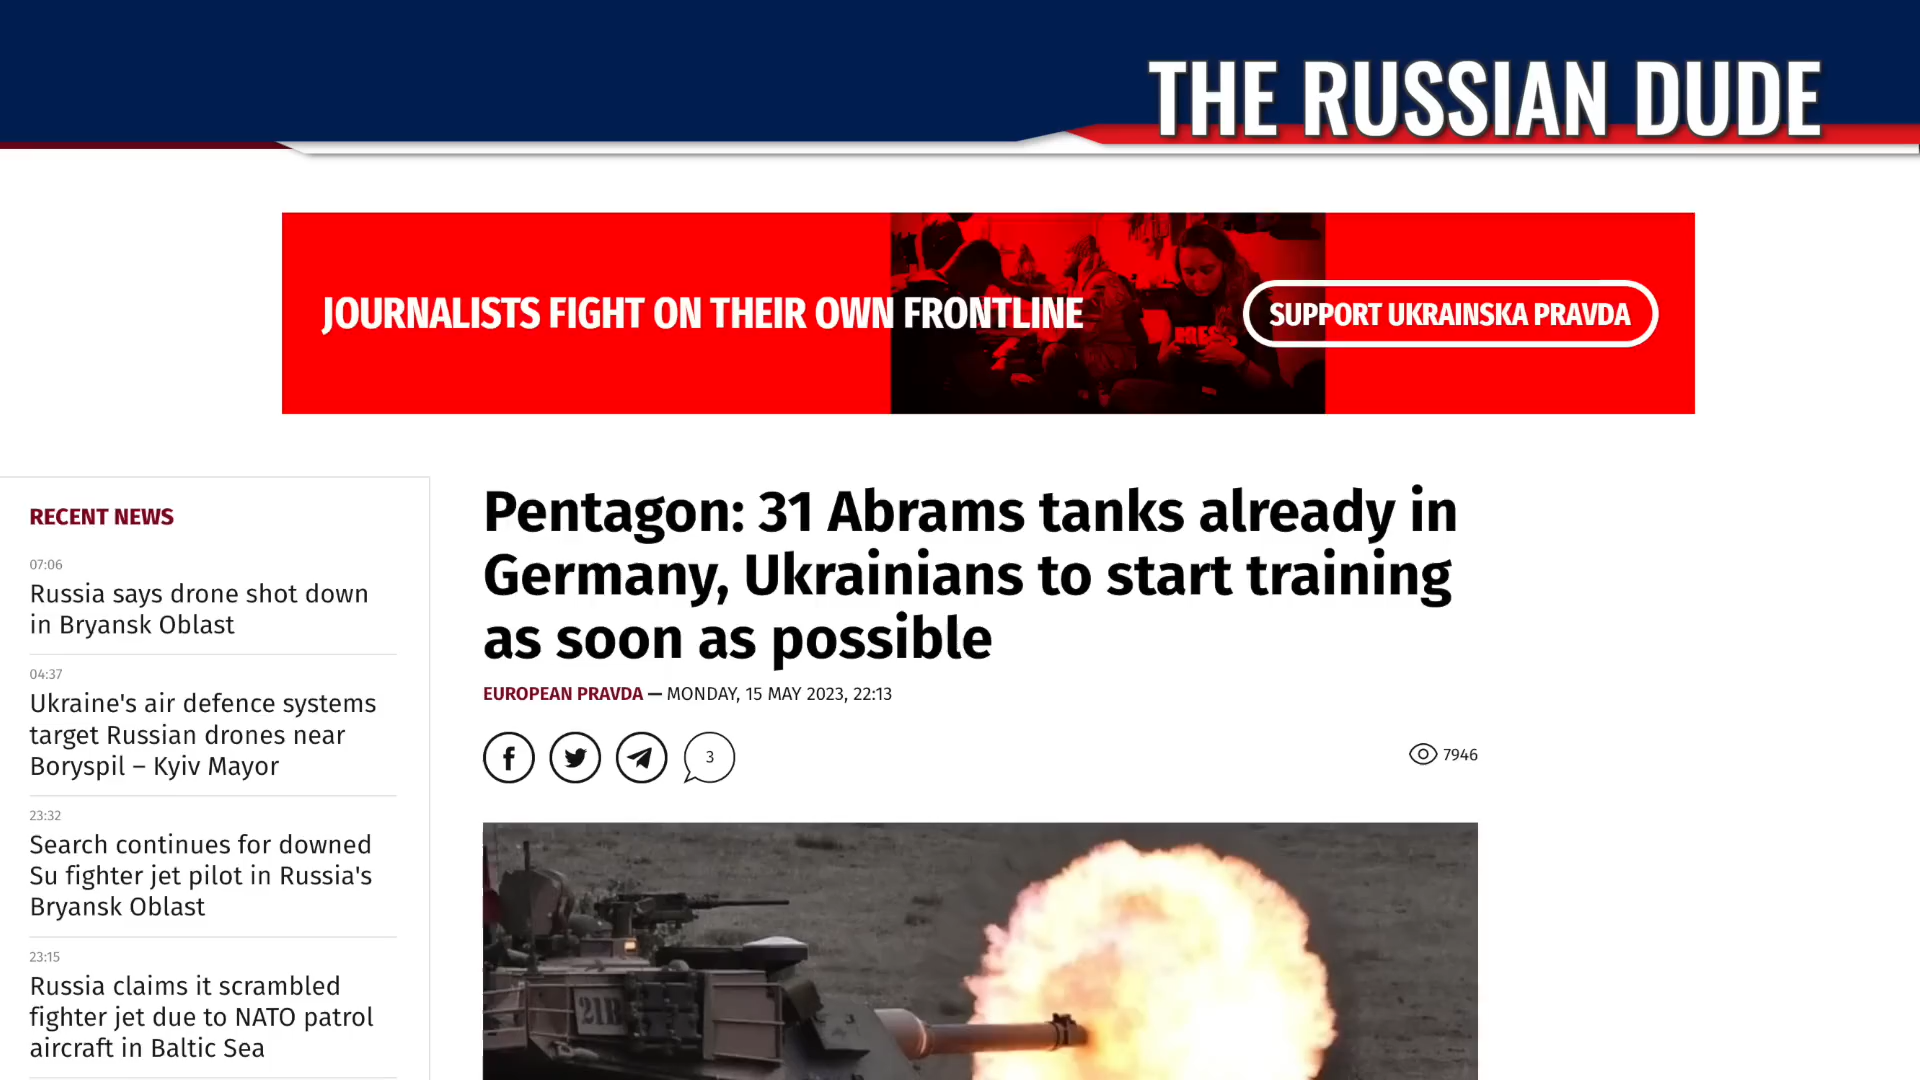 THE RUSSIAN DUDE
JOURNALISTS FIGHT ON THEIR OWN FRONTLINE
PRESS
SUPPORT UKRAINSKA PRAVDA
RECENT NEWS
07:06
Russia says drone shot down
in Bryansk Oblast
04:37
Ukraine's air defence systems
target Russian drones near
Boryspil – Kyiv Mayor
23:32
Search continues for downed
Su fighter jet pilot in Russia's
Bryansk Oblast
23:15
Russia claims it scrambled
fighter jet due to NATO patrol
aircraft in Baltic Sea
Pentagon: 31 Abrams tanks already in
Germany, Ukrainians to start training
as soon as possible
EUROPEAN PRAVDA — MONDAY, 15 MAY 2023, 22:13
3
7946
21B